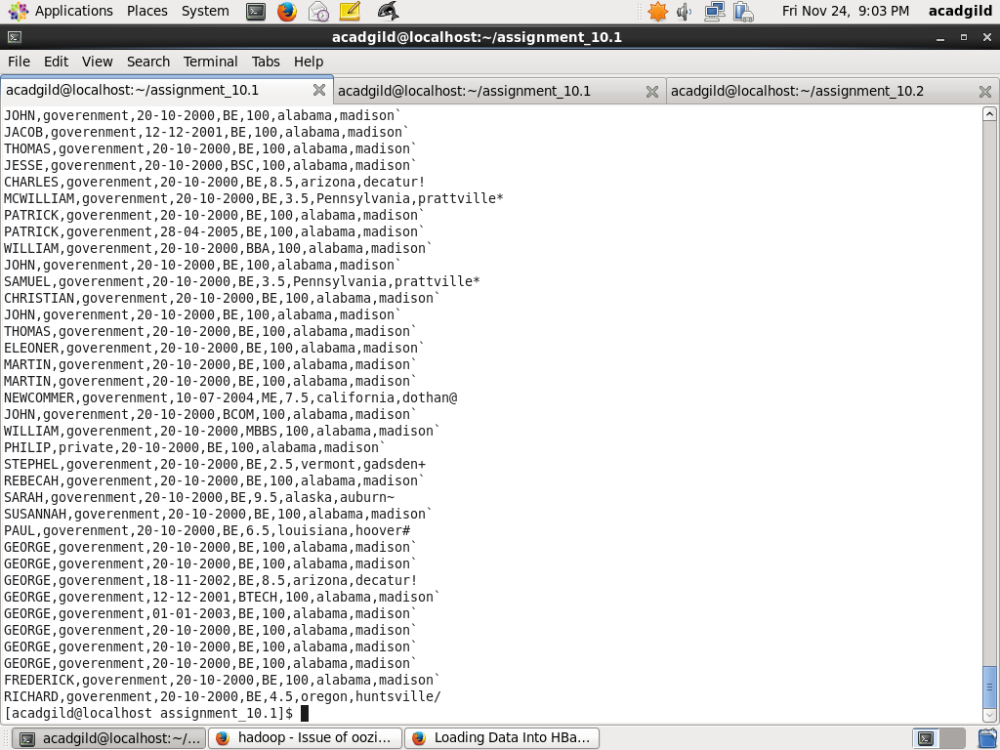 Applications Places System Fri Nov 24, 9:03 PM acadgild
acadgild@localhost:~/assignment_10.1
File Edit View Search Terminal Tabs Help
acadgild@localhost:~/assignment_10.1 acadgild@localhost:~/assignment_10.1 acadgild@localhost:~/assignment_10.2
JOHN,goverenment,20-10-2000,BE,100,alabama,madison`
JACOB,goverenment,12-12-2001,BE,100,alabama,madison`
THOMAS,goverenment,20-10-2000,BE,100,alabama,madison`
JESSE,goverenment,20-10-2000,BSC,100,alabama,madison`
CHARLES,goverenment,20-10-2000,BE,8.5,arizona,decatur!
MCWILLIAM,goverenment,20-10-2000,BE,3.5,Pennsylvania,prattville*
PATRICK,goverenment,20-10-2000,BE,100,alabama,madison`
PATRICK,goverenment,28-04-2005,BE,100,alabama,madison`
WILLIAM,goverenment,20-10-2000,BBA,100,alabama,madison`
JOHN,goverenment,20-10-2000,BE,100,alabama,madison`
SAMUEL,goverenment,20-10-2000,BE,3.5,Pennsylvania,prattville*
CHRISTIAN,goverenment,20-10-2000,BE,100,alabama,madison`
JOHN,goverenment,20-10-2000,BE,100,alabama,madison`
THOMAS,goverenment,20-10-2000,BE,100,alabama,madison`
ELEONER,goverenment,20-10-2000,BE,100,alabama,madison`
MARTIN,goverenment,20-10-2000,BE,100,alabama,madison`
MARTIN,goverenment,20-10-2000,BE,100,alabama,madison`
NEWCOMMER,goverenment,10-07-2004,ME,7.5,california,dothan@
JOHN,goverenment,20-10-2000,BCOM,100,alabama,madison`
WILLIAM,goverenment,20-10-2000,MBBS,100,alabama,madison`
PHILIP,private,20-10-2000,BE,100,alabama,madison`
STEPHEL,goverenment,20-10-2000,BE,2.5,vermont,gadsden+
REBECAH,goverenment,20-10-2000,BE,100,alabama,madison`
SARAH,goverenment,20-10-2000,BE,9.5,alaska,auburn~
SUSANNAH,goverenment,20-10-2000,BE,100,alabama,madison`
PAUL,goverenment,20-10-2000,BE,6.5,louisiana,hoover#
GEORGE,goverenment,20-10-2000,BE,100,alabama,madison`
GEORGE,goverenment,20-10-2000,BE,100,alabama,madison`
GEORGE,goverenment,18-11-2002,BE,8.5,arizona,decatur!
GEORGE,goverenment,12-12-2001,BTECH,100,alabama,madison`
GEORGE,goverenment,01-01-2003,BE,100,alabama,madison`
GEORGE,goverenment,20-10-2000,BE,100,alabama,madison`
GEORGE,goverenment,20-10-2000,BE,100,alabama,madison`
GEORGE,goverenment,20-10-2000,BE,100,alabama,madison`
FREDERICK,goverenment,20-10-2000,BE,100,alabama,madison`
RICHARD,goverenment,20-10-2000,BE,4.5,oregon,huntsville/
[acadgild@localhost assignment_10.1]$
acadgild@localhost:~/... hadoop - Issue of oozi... Loading Data Into HBa...